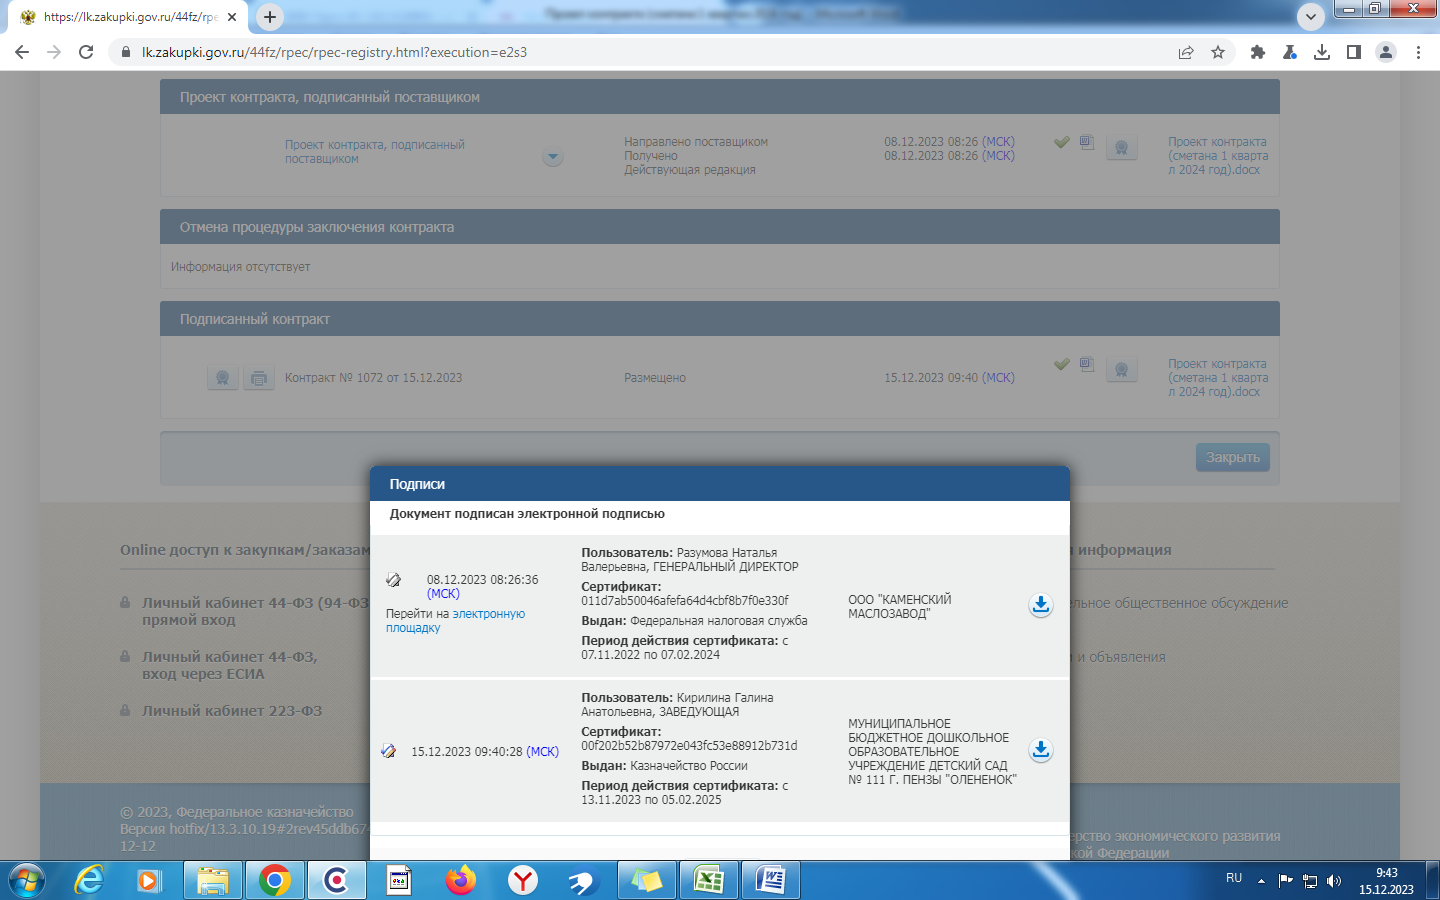 https://lk.zakupki.gov.ru/44fz/rpe
lk.zakupki.gov.ru/44fz/rpec/rpec-registry.html?execution=e2s3
Проект контракта, подписанный поставщиком
Проект контракта, подписанный
поставщиком
Направлено поставщиком
Получено
Действующая редакция
08.12.2023 08:26 (МСК)
08.12.2023 08:26 (МСК)
Проект контракта
(сметана 1 кварта
л 2024 год).docx
Отмена процедуры заключения контракта
Информация отсутствует
Подписанный контракт
Контракт № 1072 от 15.12.2023
Размещено
15.12.2023 09:40 (МСК)
Проект контракта
(сметана 1 кварта
л 2024 год).docx
Закрыть
Подписи
Документ подписан электронной подписью
08.12.2023 08:26:36
(МСК)
Перейти на электронную
площадку
Пользователь: Разумова Наталья
Валерьевна, ГЕНЕРАЛЬНЫЙ ДИРЕКТОР
Сертификат:
011d7ab50046afefa64d4cbf8b7f0e330f
Выдан: Федеральная налоговая служба
Период действия сертификата: с
07.11.2022 по 07.02.2024
ООО "КАМЕНСКИЙ
МАСЛОЗАВОД"
15.12.2023 09:40:28 (МСК)
Пользователь: Кирилина Галина
Анатольевна, ЗАВЕДУЮЩАЯ
Сертификат:
00f202b52b87972e043fc53e88912b731d
Выдан: Казначейство России
Период действия сертификата: с
13.11.2023 по 05.02.2025
МУНИЦИПАЛЬНОЕ
БЮДЖЕТНОЕ ДОШКОЛЬНОЕ
ОБРАЗОВАТЕЛЬНОЕ
УЧРЕЖДЕНИЕ ДЕТСКИЙ САД
№ 111 Г. ПЕНЗЫ "ОЛЕНЕНОК"
Online доступ к закупкам/заказам
Личный кабинет 44-ФЗ (94-ФЗ
прямой вход
Личный кабинет 44-ФЗ,
вход через ЕСИА
Личный кабинет 223-ФЗ
информация
ельное общественное обсуждение
и и объявления
© 2023, Федеральное казначейство
Версия hotfix/13.3.10.19#2rev45ddb674
12-12
ерство экономического развития
кой Федерации
RU
9:43
15.12.2023